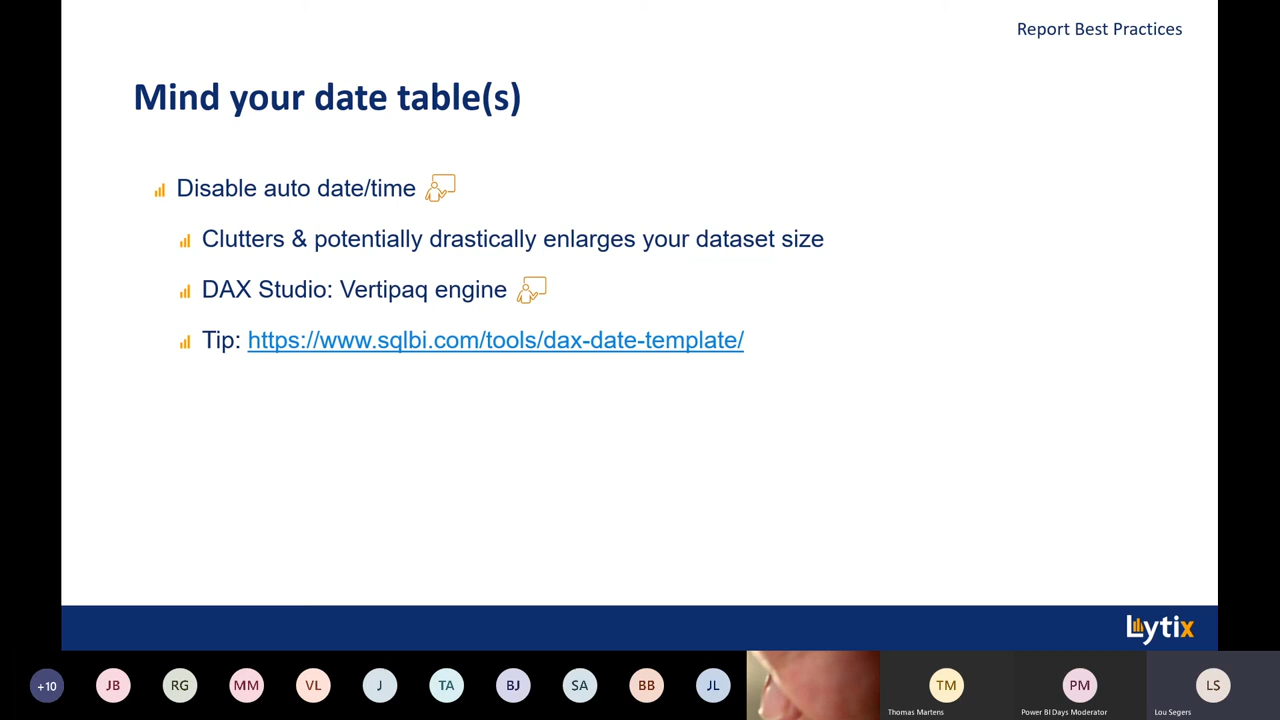 Report Best Practices
Mind your date table(s)
Disable auto date/time
Clutters & potentially drastically enlarges your dataset size
DAX Studio: Vertipaq engine
Tip: https://www.sqlbi.com/tools/dax-date-template/
Lytix
+10
JB
RG
MM
VL
J
TA
BJ
SA
BB
JL
TM
PM
LS
Thomas Martens
Power BI Days Moderator
Lou Segers